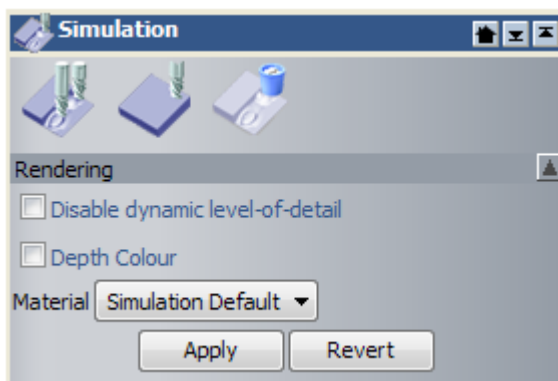 Simulation
Rendering
Disable dynamic level-of-detail
Depth Colour
Material Simulation Default
Apply Revert